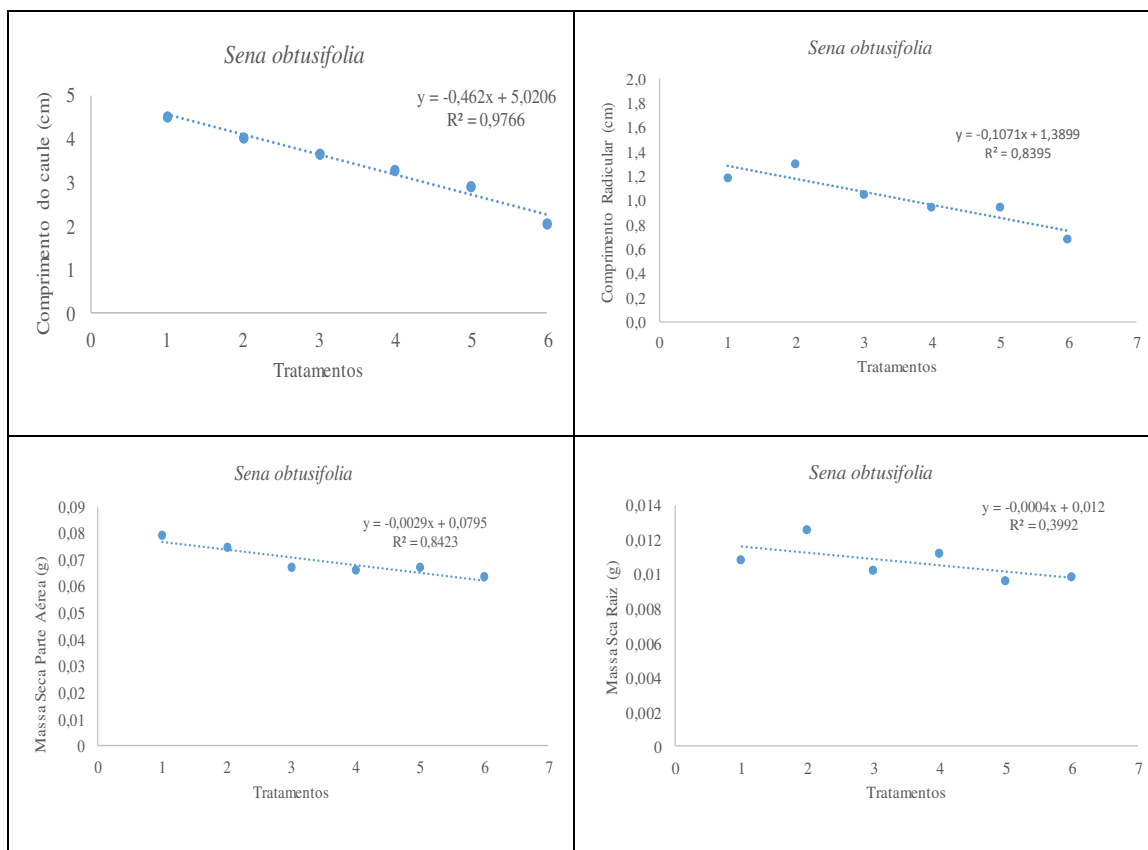 Sena obtusifolia
y = -0,462x + 5,0206
R² = 0,9766
Comprimento do caule (cm)
5
4
3
2
1
0
0 1 2 3 4 5 6
Tratamentos
Sena obtusifolia
y = -0,1071x + 1,3899
R² = 0,8395
Comprimento Radicular (cm)
2,0
1,8
1,6
1,4
1,2
1,0
0,8
0,6
0,4
0,2
0,0
0 1 2 3 4 5 6 7
Tratamentos
Sena obtusifolia
y = -0,0029x + 0,0795
R² = 0,8423
Massa Seca Parte Aérea (g)
0,09
0,08
0,07
0,06
0,05
0,04
0,03
0,02
0,01
0
0 1 2 3 4 5 6 7
Tratamentos
Sena obtusifolia
y = -0,0004x + 0,012
R² = 0,3992
Massa Sca Raiz (g)
0,014
0,012
0,01
0,008
0,006
0,004
0,002
0
0 1 2 3 4 5 6 7
Tratamentos